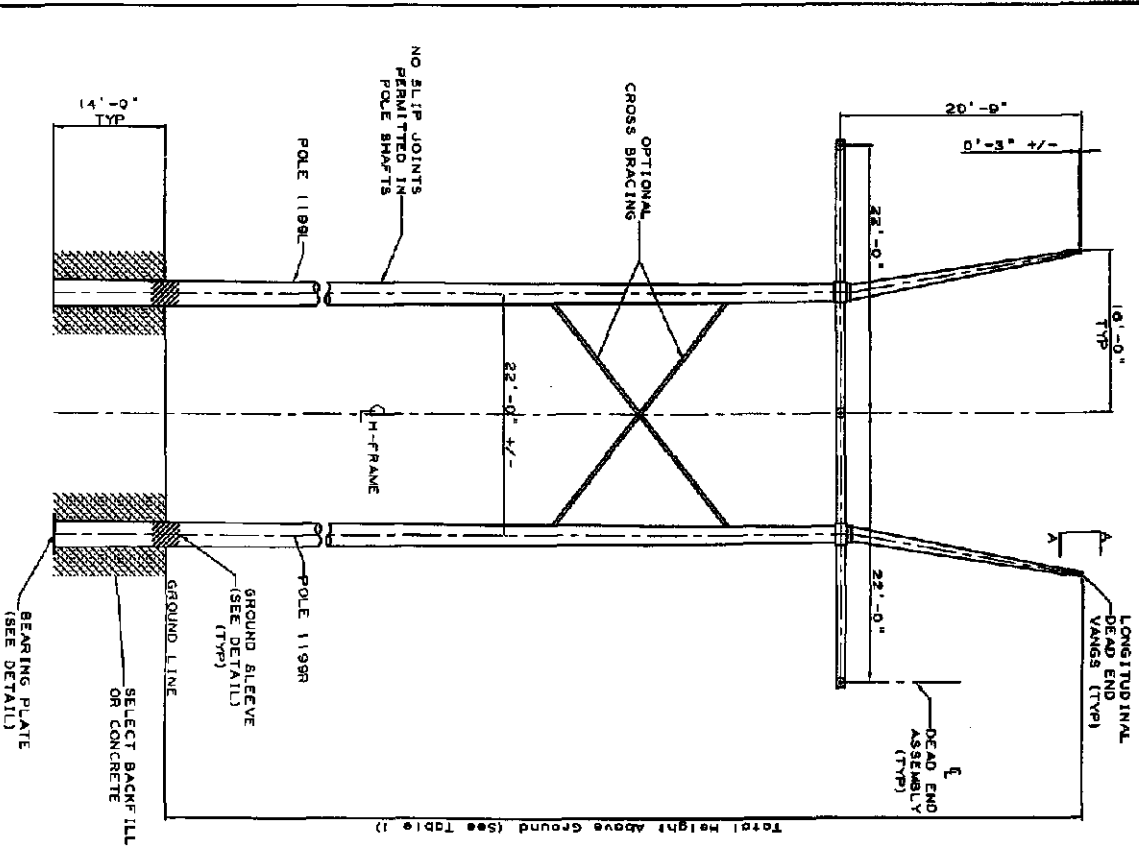 NO SLIP JOINTS
PERMITTED IN
POLE SHAFTS
14'-0"
TYP
POLE 1199L
OPTIONAL
CROSS BRACING
20'-9"
0'-3" +/-
22'-0"
16'-0"
TYP
22'-0" +/-
H-FRAME
22'-0"
A
A
LONGITUDINAL
DEAD END
VANGS (TYP)
DEAD END
ASSEMBLY
(TYP)
POLE 1199R
GROUND SLEEVE
(SEE DETAIL)
(TYP)
GROUND LINE
SELECT BACKFILL
OR CONCRETE
BEARING PLATE
(SEE DETAIL)
Total Height Above Ground (See Table 1)